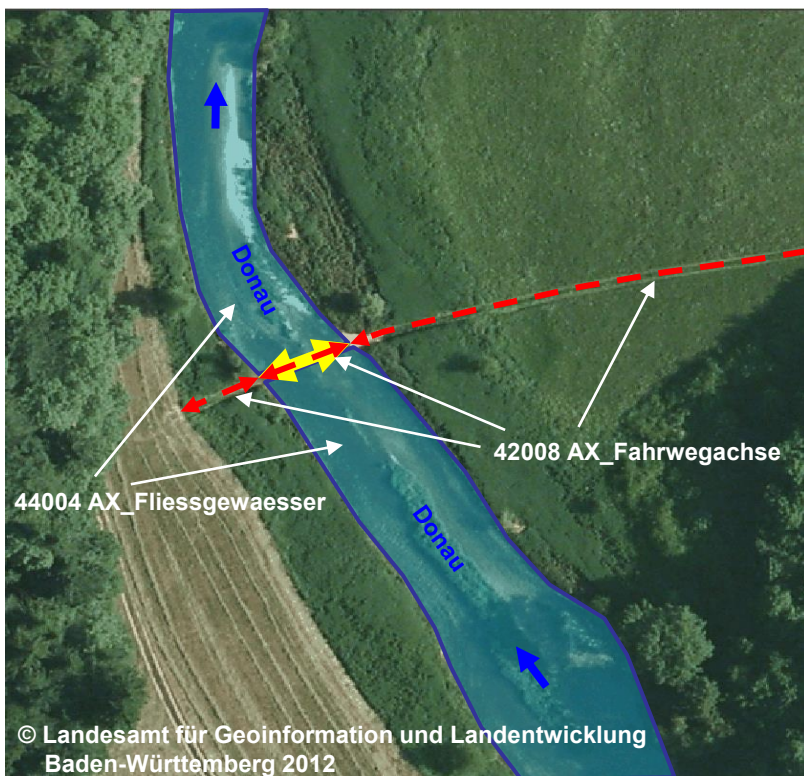 Donau
42008 AX_Fahrwegachse
44004 AX_Fliessgewaesser
Donau
© Landesamt für Geoinformation und Landentwicklung
Baden-Württemberg 2012